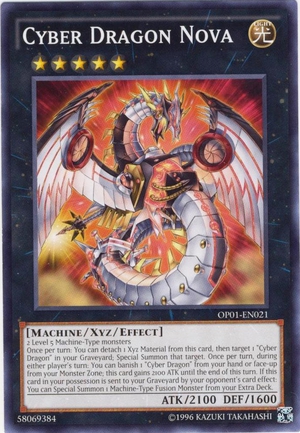 CYBER DRAGON NOVA
LIGHT
光
OP01-EN021
[MACHINE/XYZ/EFFECT]
2 Level 5 Machine-Type monsters
Once per turn: You can detach 1 Xyz Material from this card, then target 1 "Cyber
Dragon" in your Graveyard; Special Summon that target. Once per turn, during
either player's turn: You can banish 1 "Cyber Dragon" from your hand or face-up
from your Monster Zone; this card gains 2100 ATK until the end of this turn. If this
card in your possession is sent to your Graveyard by your opponent's card effect:
You can Special Summon 1 Machine-Type Fusion Monster from your Extra Deck.
ATK/2100 DEF/1600
58069384
©1996 KAZUKI TAKAHASHI